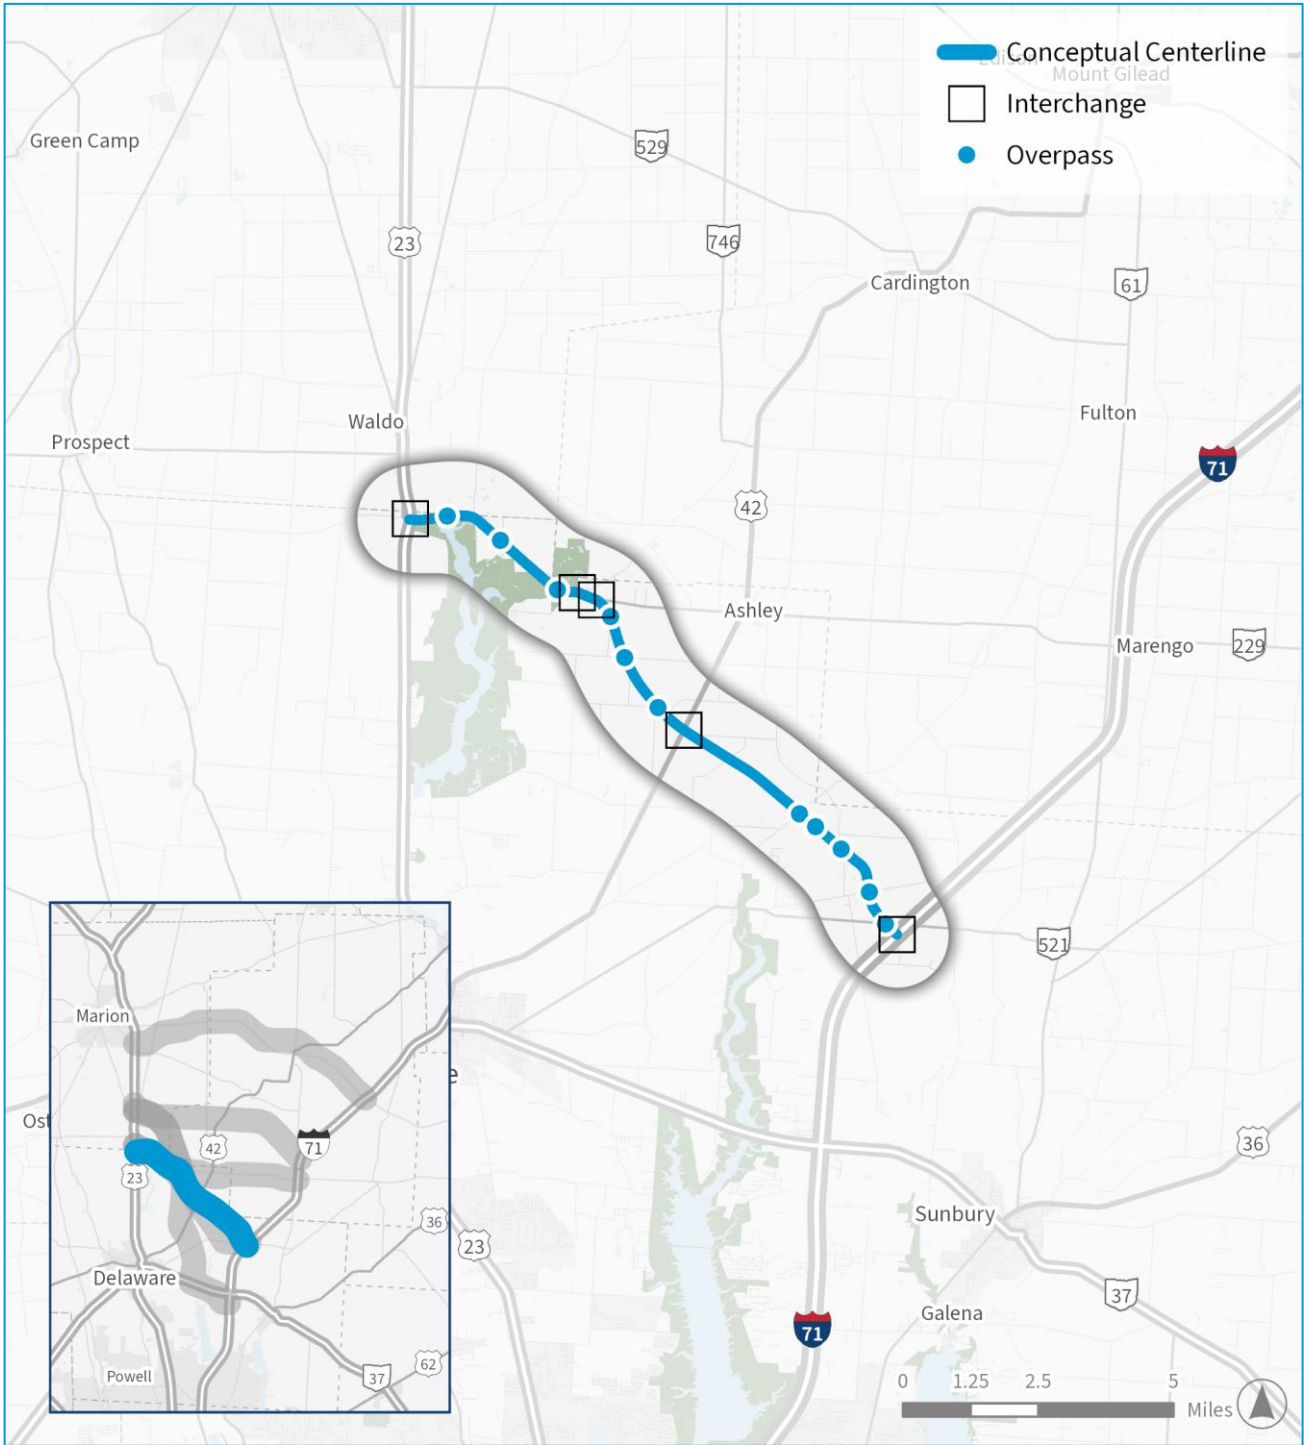 Conceptual Centerline
Edison
Mount Gilead
Interchange
Overpass
Green Camp
529
23
746
Cardington
61
Waldo
Fulton
Prospect
71
42
Ashley
Marengo
229
521
Marion
42
71
23
36
Delaware
Powell
37
62
e
Ost
23
36
Sunbury
37
Galena
71
0 1.25 2.5 5
Miles